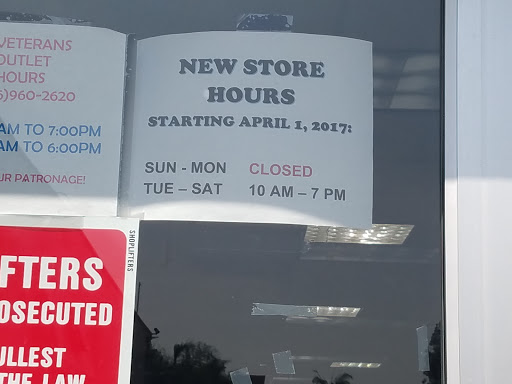 VETERANS
OUTLET
HOURS
6)960-2620
AM TO 7:00PM
AM TO 6:00PM
UR PATRONAGE!
NEW STORE
HOURS
STARTING APRIL 1, 2017:
SUN - MON CLOSED
TUE – SAT 10 AM – 7 PM
SHOPLIFTERS
FTERS
OSECUTED
ULLEST
THE LAW